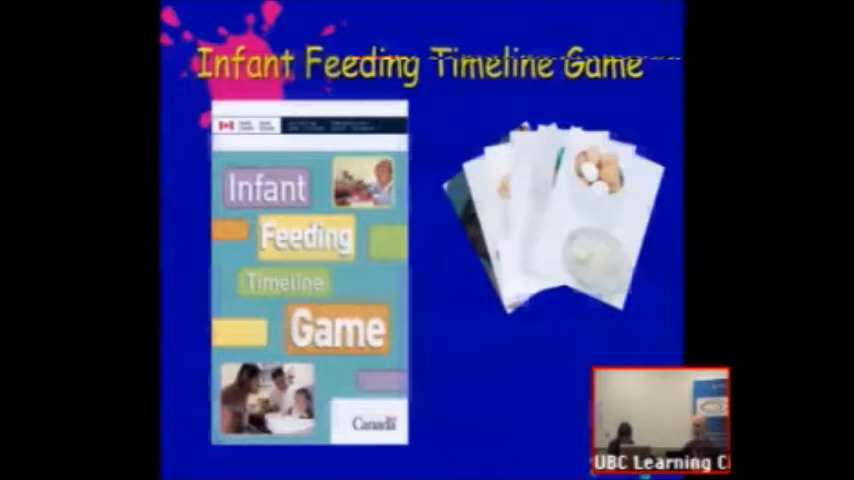 Infant Feeding Timeline Game
Infant
Feeding
Timeline
Game
Canada
UBC Learning C